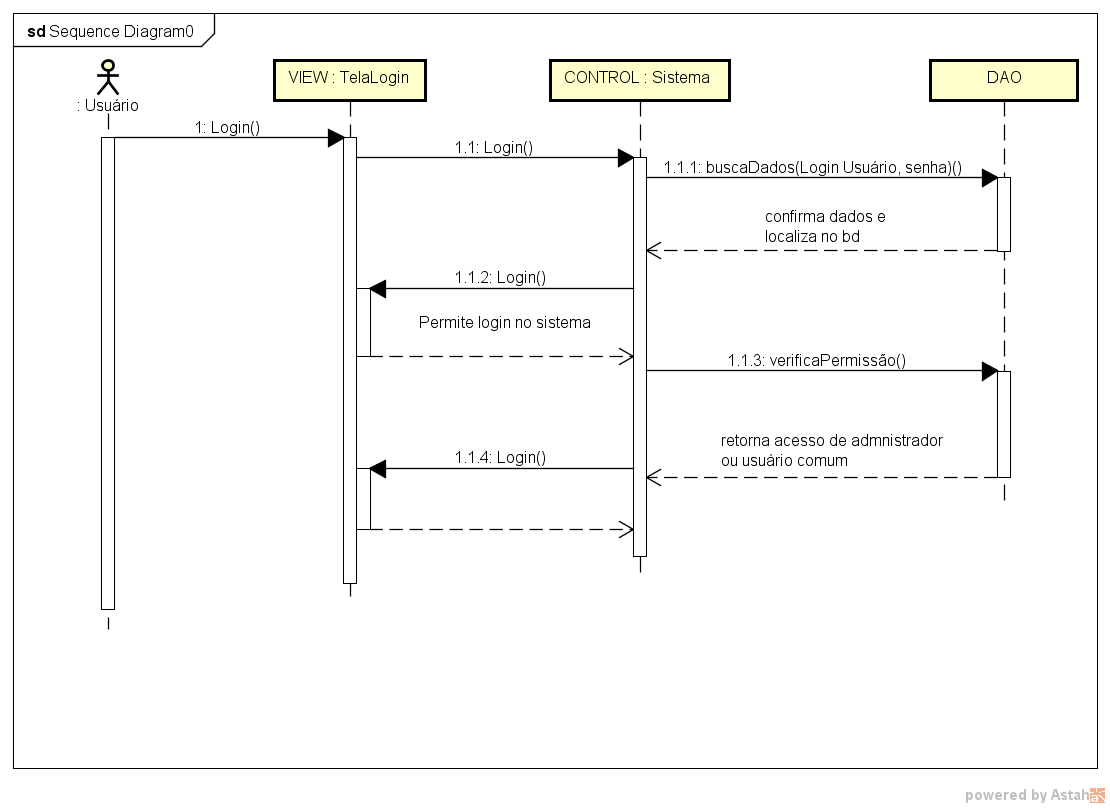 sd Sequence Diagram0
: Usuário
VIEW : TelaLogin
CONTROL : Sistema
DAO
1: Login()
1.1: Login()
1.1.1: buscaDados(Login Usuário, senha)()
confirma dados e
localiza no bd
1.1.2: Login()
Permite login no sistema
1.1.3: verificaPermissão()
retorna acesso de admnistrador
ou usuário comum
1.1.4: Login()
powered by Astah